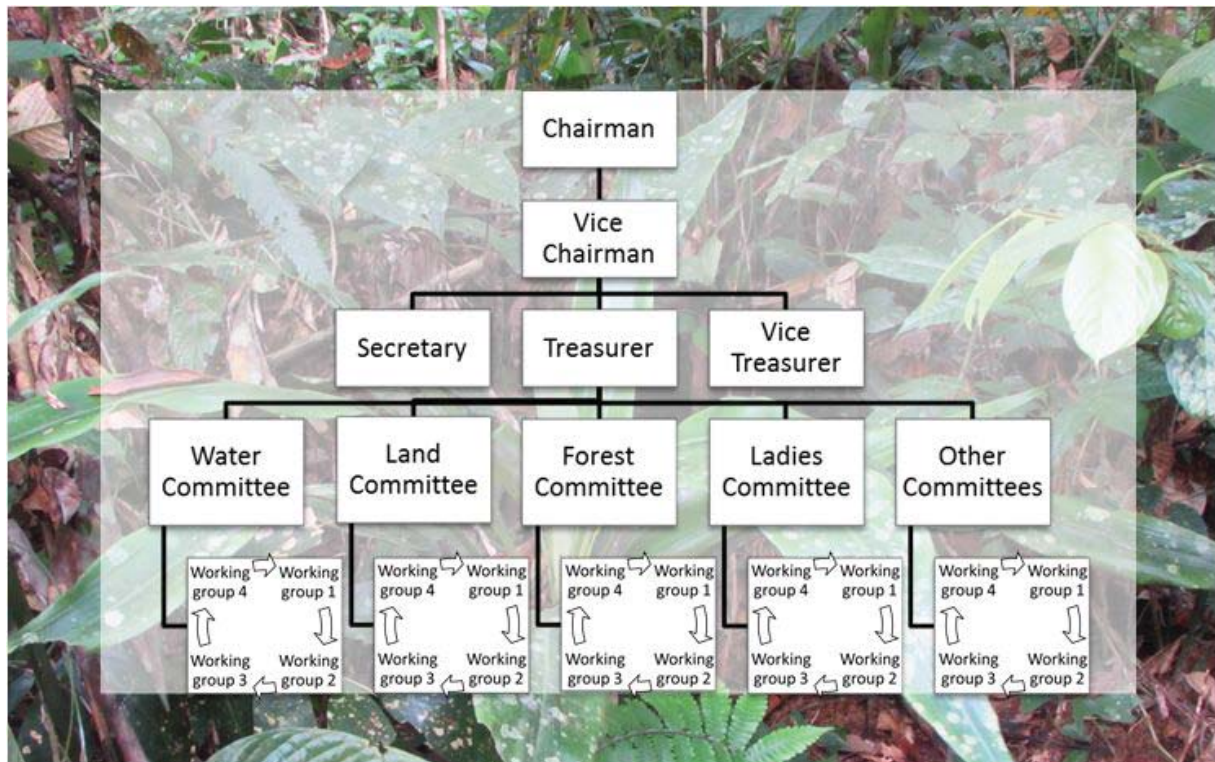 Chairman
Vice
Chairman
Secretary
Treasurer
Vice
Treasurer
Water
Committee
Land
Committee
Forest
Committee
Ladies
Committee
Other
Committees
Working
group 4
Working
group 1
Working
group 3
Working
group 2
Working
group 4
Working
group 1
Working
group 3
Working
group 2
Working
group 4
Working
group 1
Working
group 3
Working
group 2
Working
group 4
Working
group 1
Working
group 3
Working
group 2
Working
group 4
Working
group 1
Working
group 3
Working
group 2